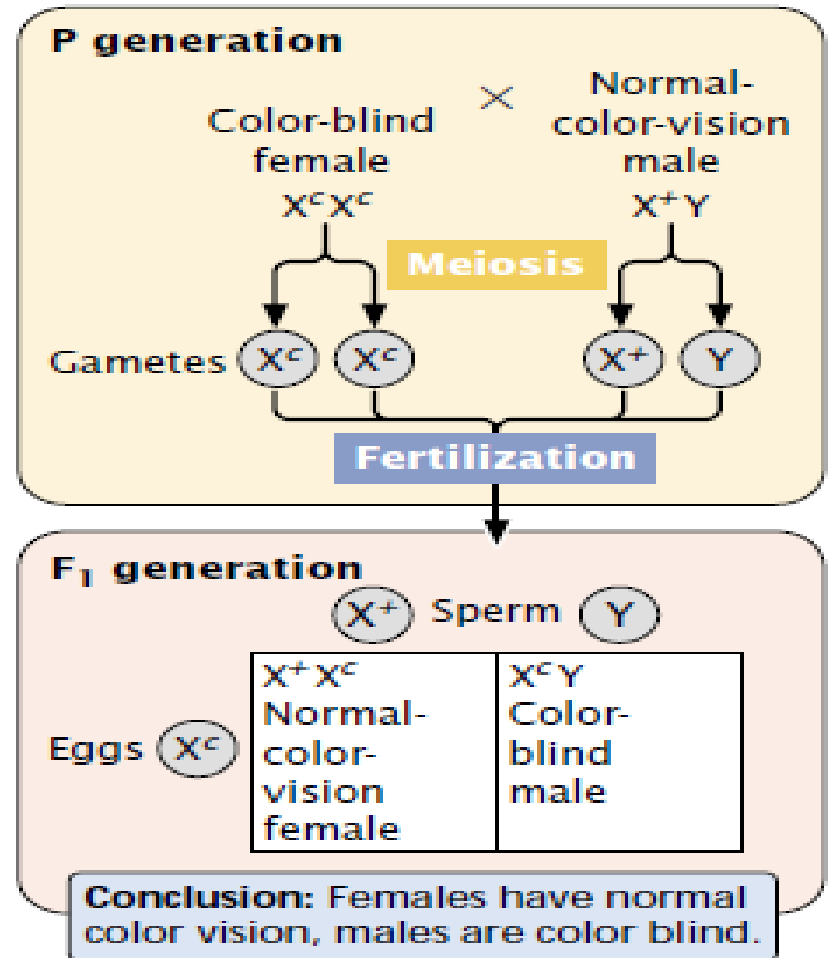 P generation
Color-blind
female
X^c X^c
×
Normal-
color-vision
male
X⁺Y
Meiosis
Gametes X^c X^c X⁺ Y
Fertilization
F₁ generation
X⁺ Sperm Y
Eggs X^c
X⁺X^c
Normal-
color-
vision
female
X^c Y
Color-
blind
male
Conclusion: Females have normal
color vision, males are color blind.